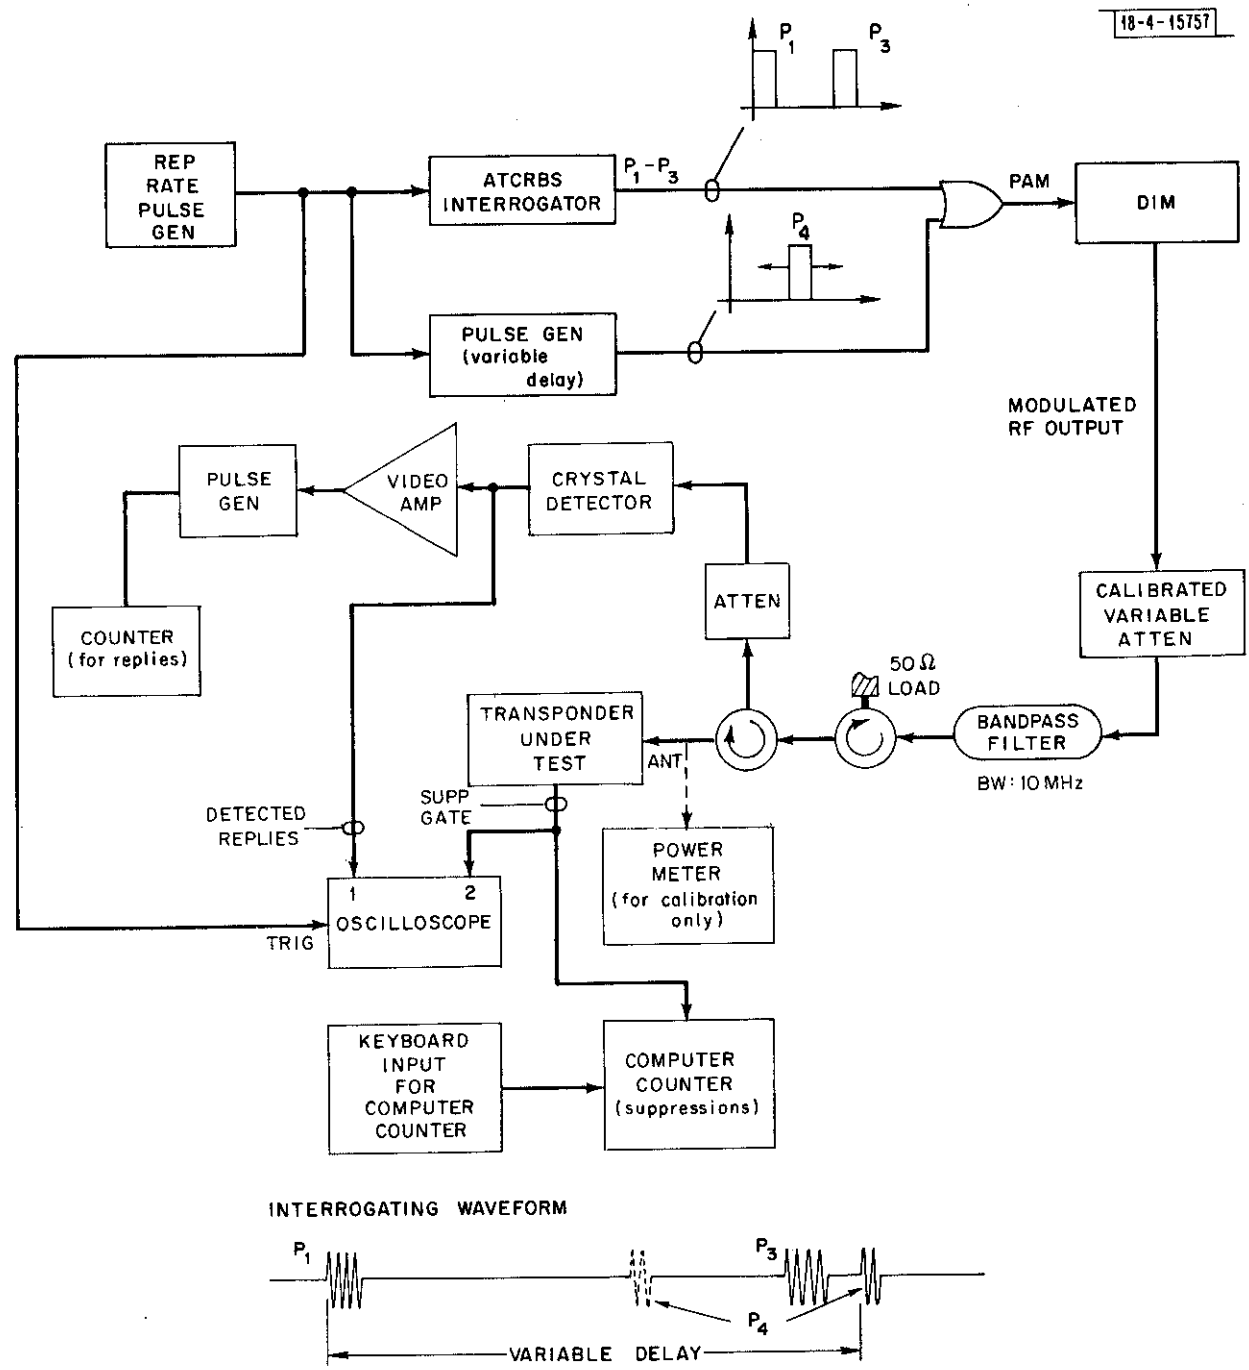 18-4-15757
P1 P3
REP
RATE
PULSE
GEN
ATCRBS
INTERROGATOR
P1-P3
PAM
DIM
P4
PULSE GEN
(variable
delay)
MODULATED
RF OUTPUT
PULSE
GEN
VIDEO
AMP
CRYSTAL
DETECTOR
ATTEN
CALIBRATED
VARIABLE
ATTEN
COUNTER
(for replies)
50 Ω
LOAD
TRANSPONDER
UNDER
TEST
ANT
BANDPASS
FILTER
BW: 10 MHz
SUPP
GATE
DETECTED
REPLIES
POWER
METER
(for calibration
only)
1 2
OSCILLOSCOPE
TRIG
KEYBOARD
INPUT
FOR
COMPUTER
COUNTER
COMPUTER
COUNTER
(suppressions)
INTERROGATING WAVEFORM
P1 P3
P4
VARIABLE DELAY